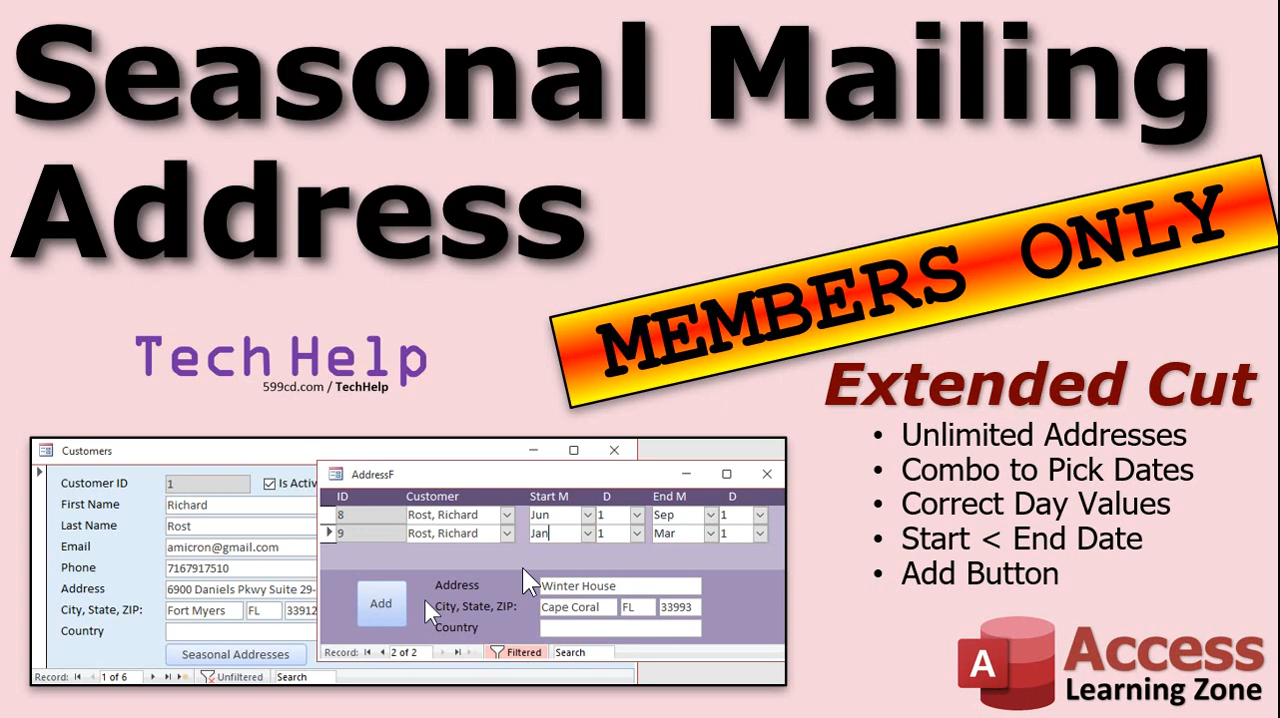 Seasonal Mailing
Address
MEMBERS ONLY
TechHelp
599cd.com / TechHelp
Extended Cut
• Unlimited Addresses
• Combo to Pick Dates
• Correct Day Values
• Start < End Date
• Add Button
Customers
Customer ID 1 Is Activ
First Name Richard
Last Name Rost
Email amicron@gmail.com
Phone 7167917510
Address 6900 Daniels Pkwy Suite 29-
City, State, ZIP: Fort Myers FL 33912
Country
Seasonal Addresses
Record: 1 of 6 Unfiltered Search
AddressF
ID Customer Start M D End M D
8 Rost, Richard Jun 1 Sep 1
9 Rost, Richard Jan 1 Mar 1
Add
Address Winter House
City, State, ZIP: Cape Coral FL 33993
Country
Record: 2 of 2 Filtered Search
A
Access
Learning Zone